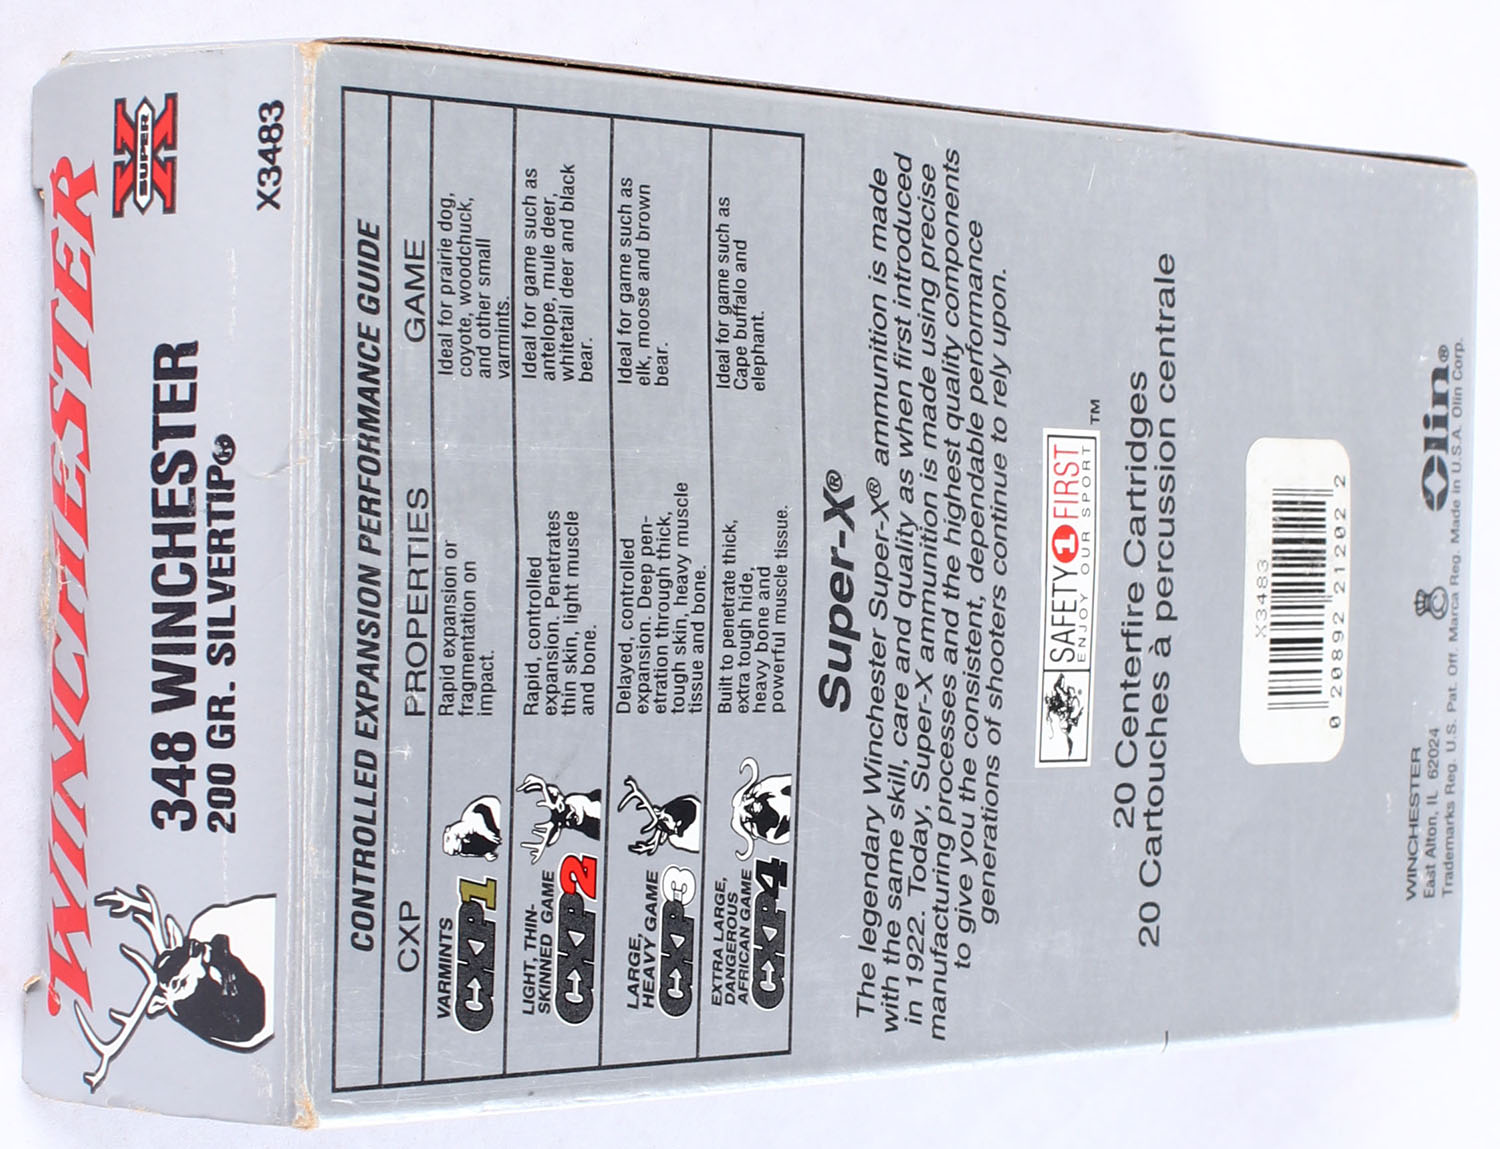 WINCHESTER
SUPER X
348 WINCHESTER
200 GR. SILVERTIP
X3483
CONTROLLED EXPANSION PERFORMANCE GUIDE
CXP PROPERTIES GAME
VARMINTS
CXP1
Rapid expansion or
fragmentation on
impact.
Ideal for prairie dog,
coyote, woodchuck,
and other small
varmints.
LIGHT, THIN-
SKINNED GAME
CXP2
Rapid, controlled
expansion. Penetrates
thin skin, light muscle
and bone.
Ideal for game such as
antelope, mule deer,
whitetail deer and black
bear.
LARGE,
HEAVY GAME
CXP3
Delayed, controlled
expansion. Deep pen-
etration through thick,
tough skin, heavy muscle
tissue and bone.
Ideal for game such as
elk, moose and brown
bear.
EXTRA LARGE,
DANGEROUS
AFRICAN GAME
CXP4
Built to penetrate thick,
extra tough hide,
heavy bone and
powerful muscle tissue.
Ideal for game such as
Cape buffalo and
elephant.
Super-X®
The legendary Winchester Super-X® ammunition is made
with the same skill, care and quality as when first introduced
in 1922. Today, Super-X ammunition is made using precise
manufacturing processes and the highest quality components
to give you the consistent, dependable performance
generations of shooters continue to rely upon.
SAFETY 1 FIRST
ENJOY OUR SPORT
TM
20 Centerfire Cartridges
20 Cartouches à percussion centrale
X3483
0 20892 21202 2
WINCHESTER
East Alton, IL 62024
Olin®
Trademarks Reg. U.S. Pat. Off. Marca Reg. Made in U.S.A. Olin Corp.